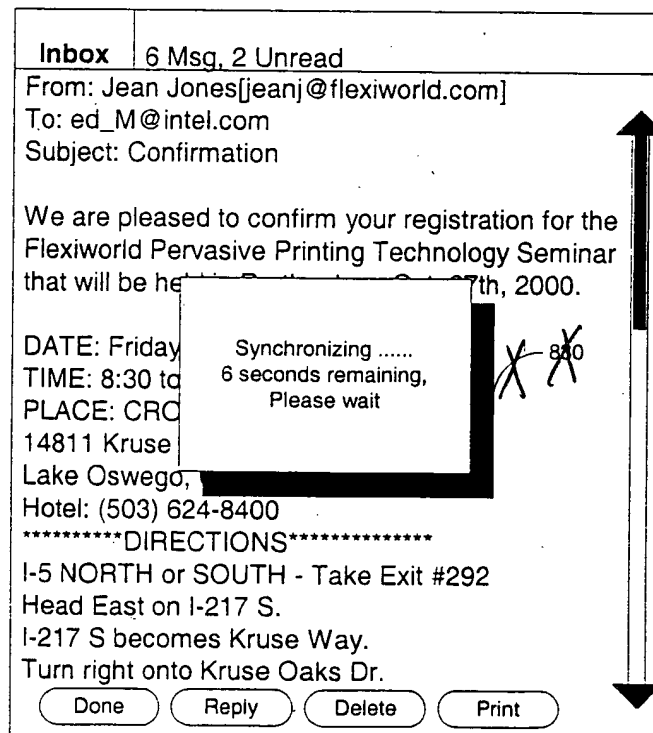 Inbox 6 Msg, 2 Unread
From: Jean Jones[jeanj@flexiworld.com]
To: ed_M@intel.com
Subject: Confirmation
We are pleased to confirm your registration for the
Flexiworld Pervasive Printing Technology Seminar
that will be 7th, 2000.
Synchronizing ......
6 seconds remaining,
Please wait
830
DATE: Friday
TIME: 8:30
PLACE:
14811 Kruse
Lake Oswego,
Hotel: (503) 624-8400
**********DIRECTIONS**************
I-5 NORTH or SOUTH - Take Exit #292
Head East on I-217 S.
I-217 S becomes Kruse Way.
Turn right onto Kruse Oaks Dr.
Done Reply Delete Print